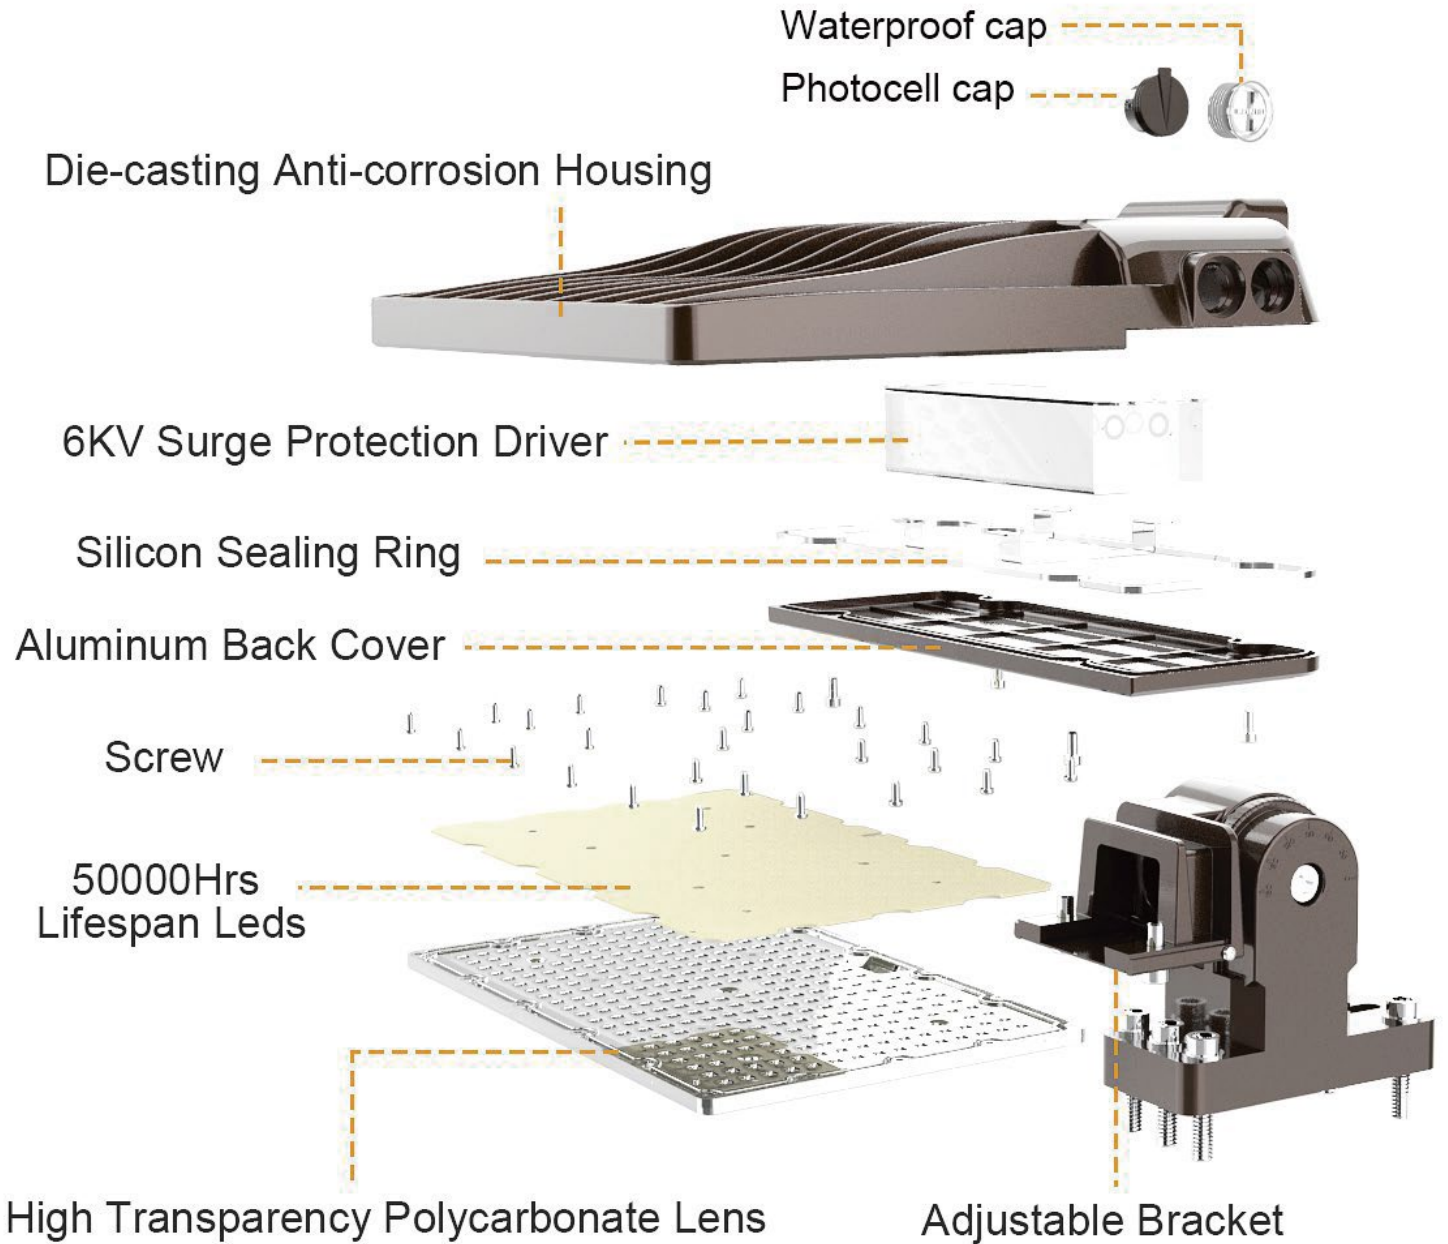 Waterproof cap
Photocell cap
Die-casting Anti-corrosion Housing
6KV Surge Protection Driver
Silicon Sealing Ring
Aluminum Back Cover
Screw
50000Hrs
Lifespan Leds
High Transparency Polycarbonate Lens
Adjustable Bracket